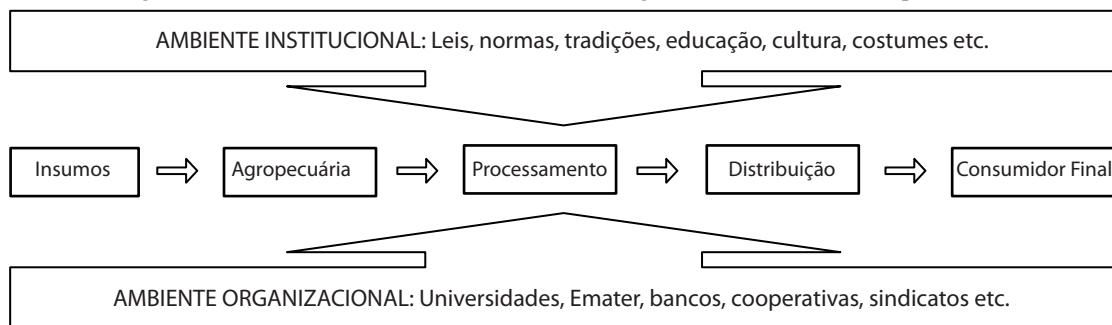 AMBIENTE INSTITUCIONAL: Leis, normas, tradições, educação, cultura, costumes etc.
Insumos
Agropecuária
Processamento
Distribuição
Consumidor Final
AMBIENTE ORGANIZACIONAL: Universidades, Emater, bancos, cooperativas, sindicatos etc.